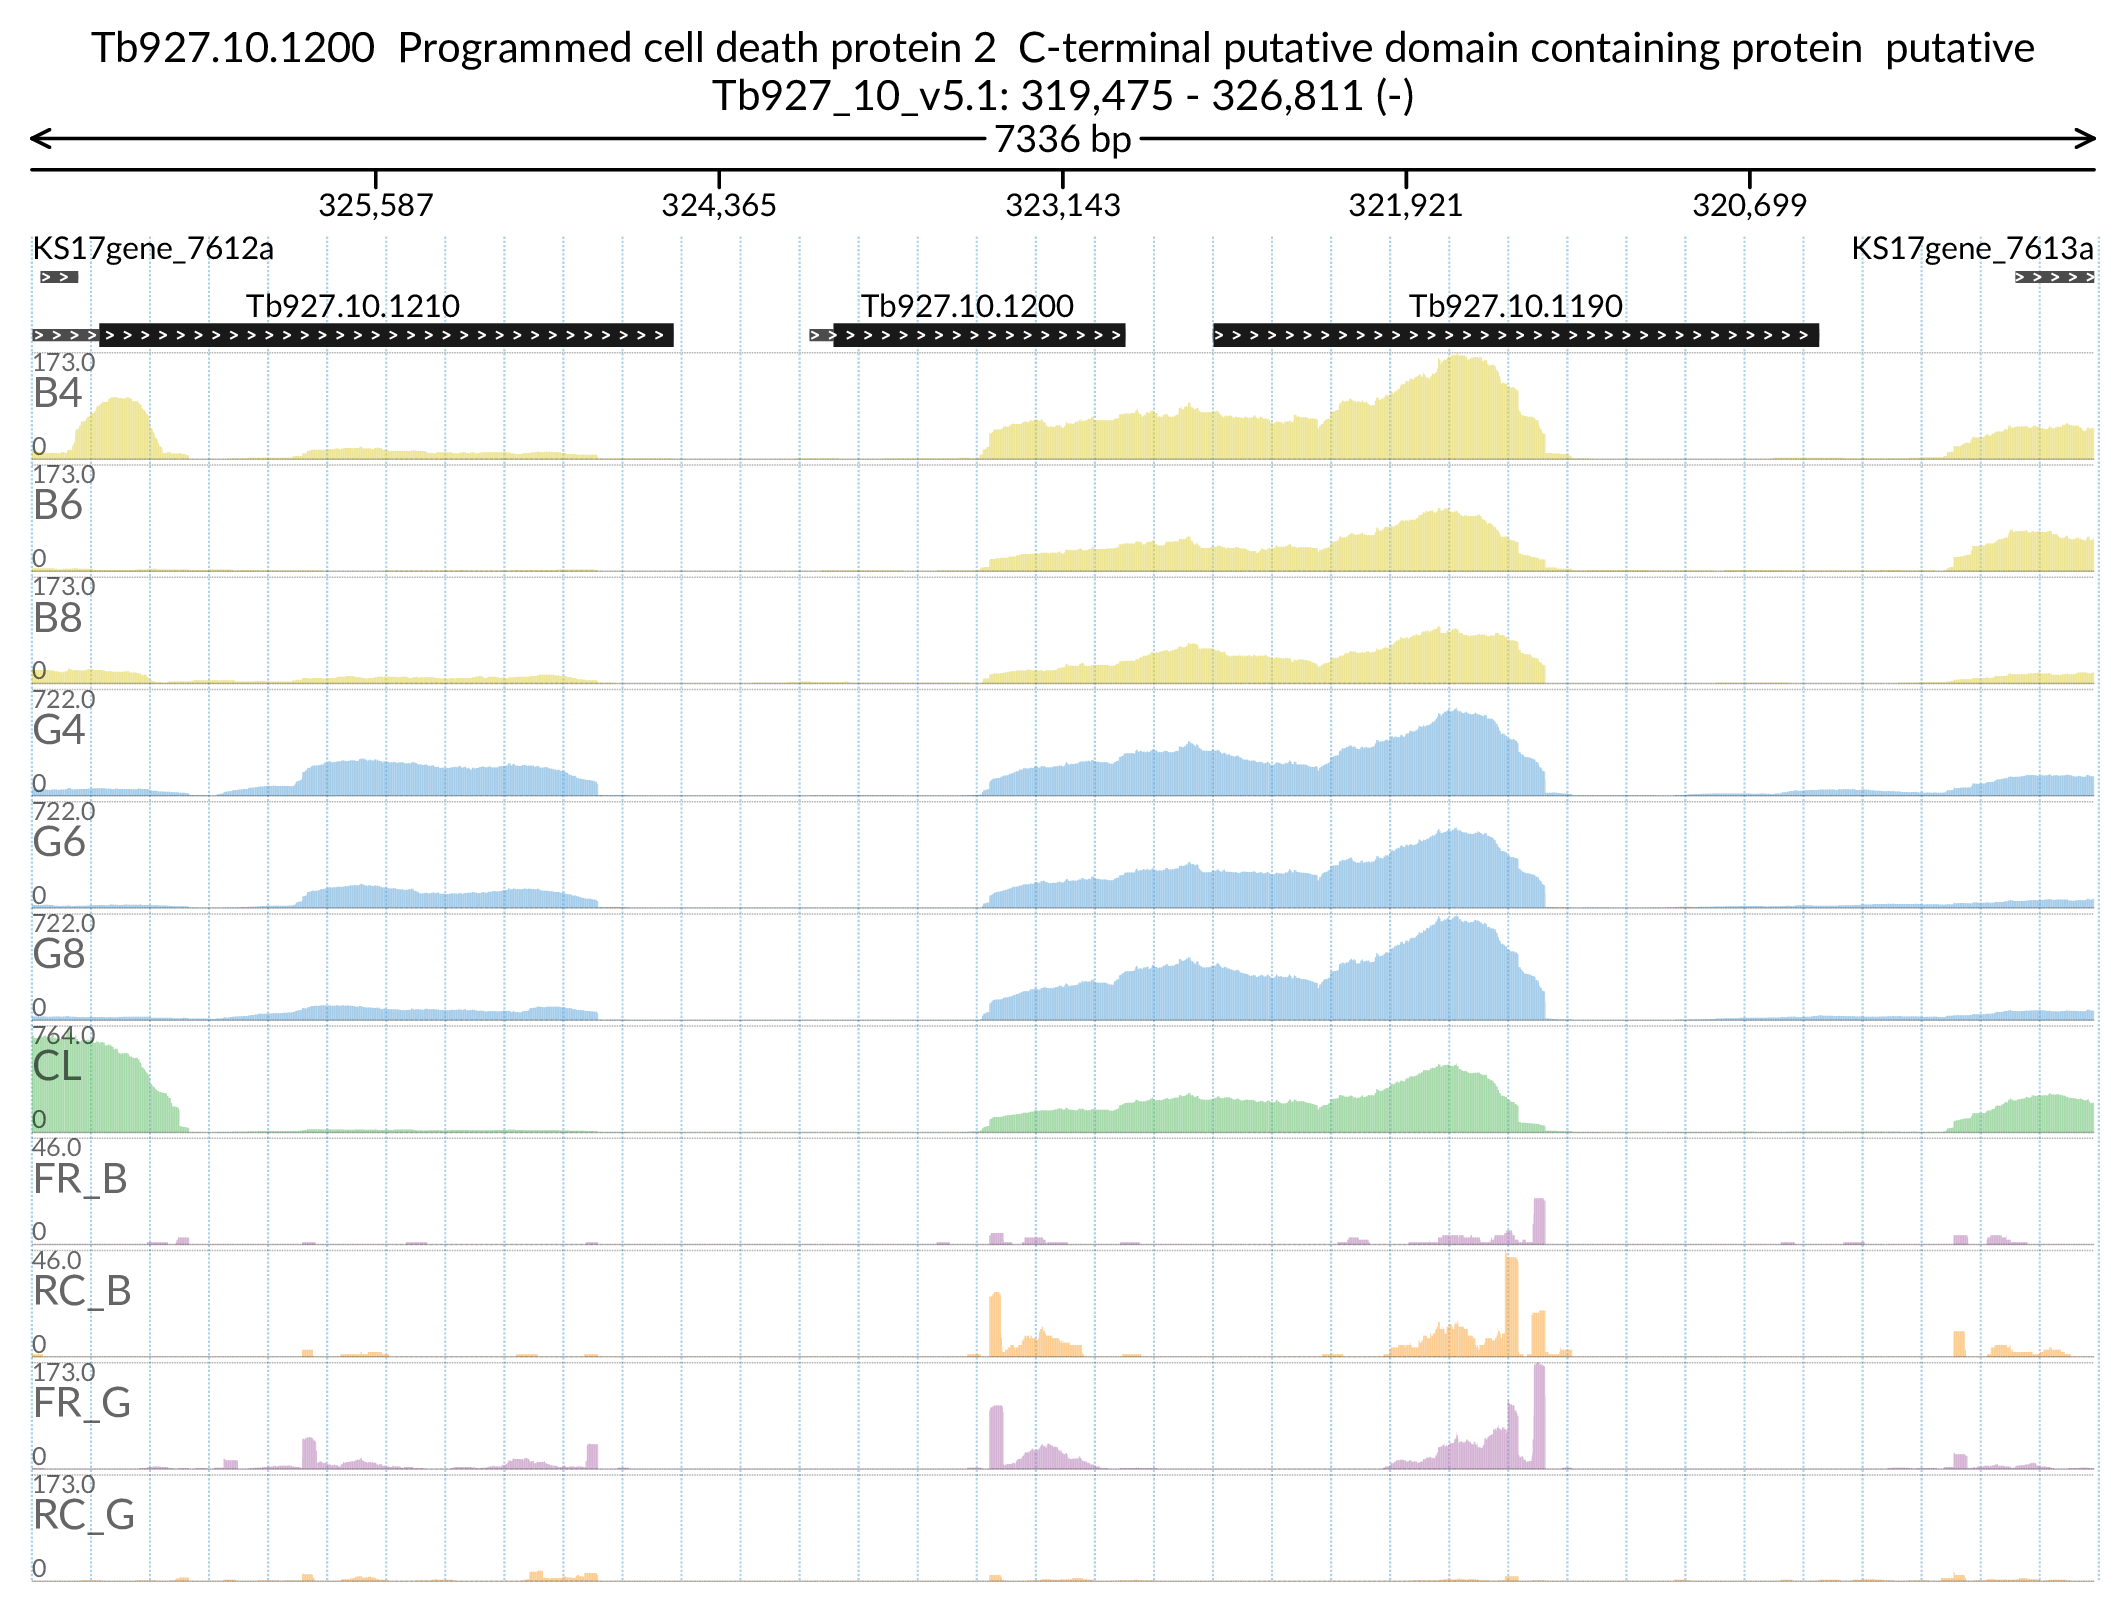 Tb927.10.1200  Programmed cell death protein 2  C-terminal putative domain containing protein  putative
Tb927_10_v5.1: 319,475 - 326,811 (-)
7336 bp
325,587 324,365 323,143 321,921 320,699
KS17gene_7612a KS17gene_7613a
Tb927.10.1210 Tb927.10.1200 Tb927.10.1190
173.0
B4
0
173.0
B6
0
173.0
B8
0
722.0
G4
0
722.0
G6
0
722.0
G8
0
764.0
CL
0
46.0
FR_B
0
46.0
RC_B
0
173.0
FR_G
0
173.0
RC_G
0